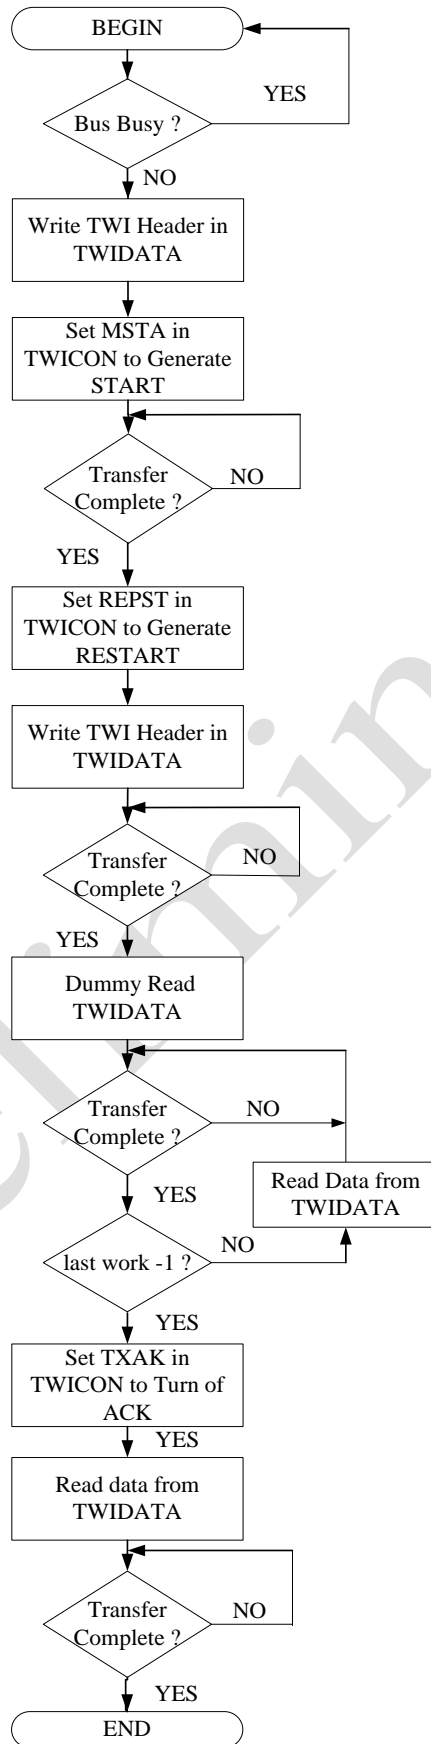 BEGIN
YES
Bus Busy ?
NO
Write TWI Header in
TWIDATA
Set MSTA in
TWICON to Generate
START
Transfer
Complete ?
NO
YES
Set REPST in
TWICON to Generate
RESTART
Write TWI Header in
TWIDATA
Transfer
Complete ?
NO
YES
Dummy Read
TWIDATA
Transfer
Complete ?
NO
YES
Read Data from
TWIDATA
last work -1 ?
NO
YES
Set TXAK in
TWICON to Turn of
ACK
YES
Read data from
TWIDATA
Transfer
Complete ?
NO
YES
END